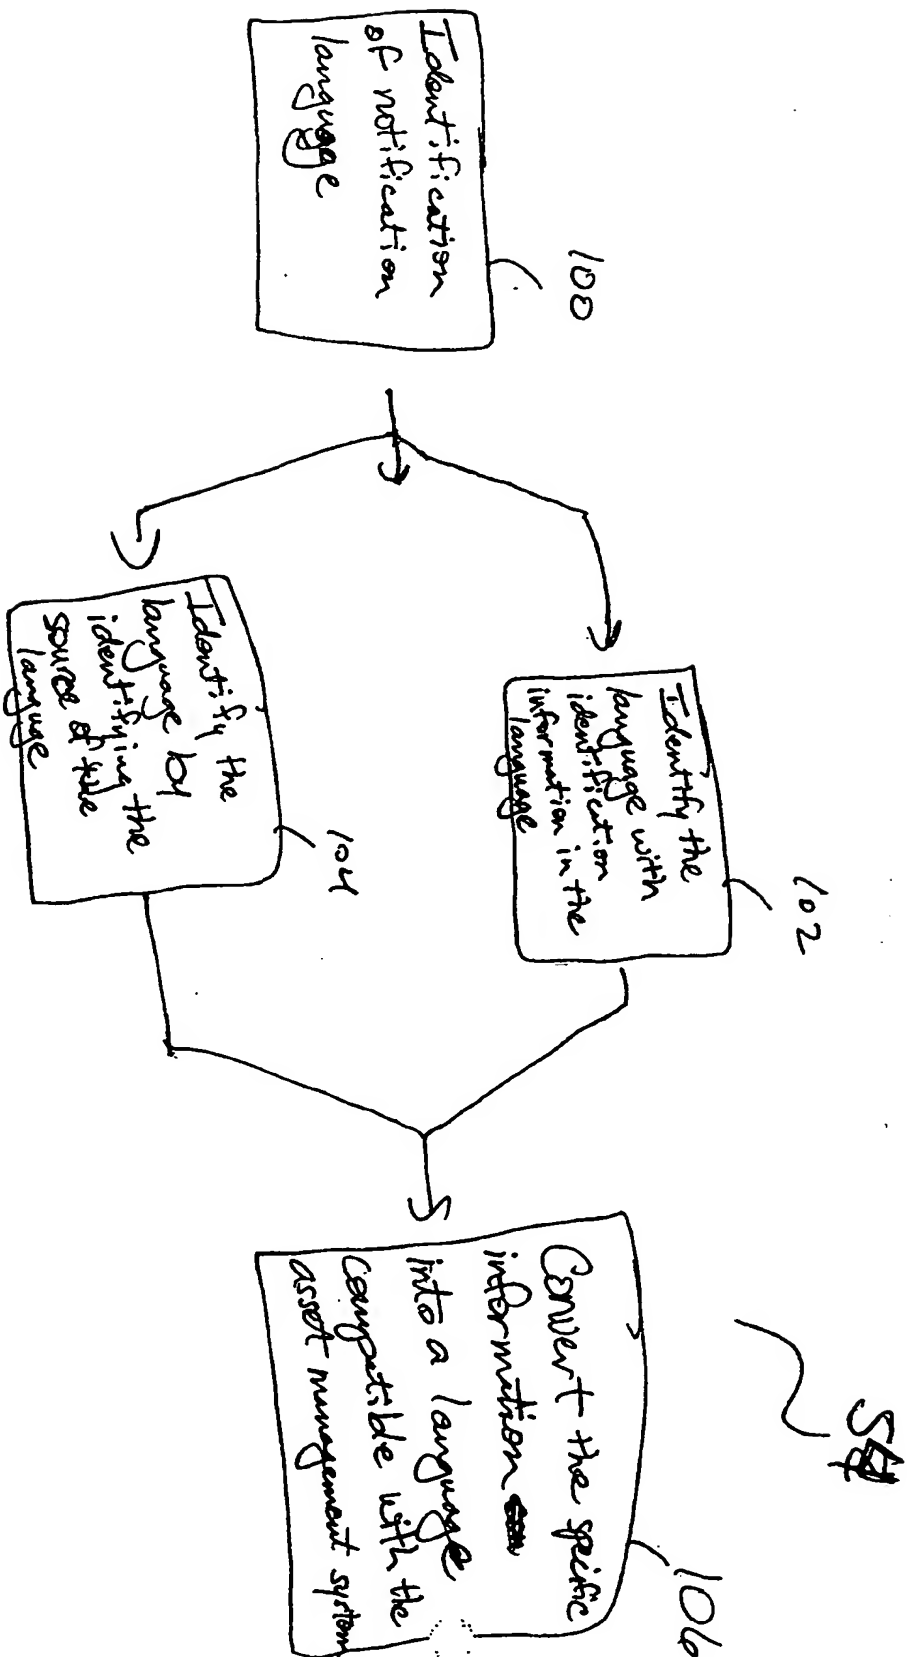 100
Identification
of notification
language
102
Identify the
language with
identification
information in the
language
104
Identify the
language by
identifying the
source of the
language
106
Convert the specific
information
into a language
compatible with the
asset management system